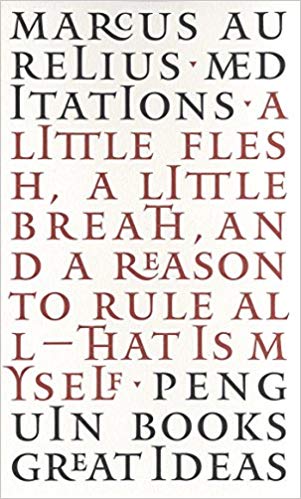 MARCUS AU
RELIUS · MED
ITATIONS · A
LITTLE FLES
H, A LITTLE
BREATH, AN
D A REASON
TO RULE AL
L—THAT IS M
YSELF · PENG
UIN BOOKS
GREAT IDEAS